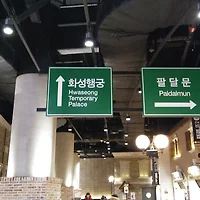 화성행궁
Hwaseong
Temporary
Palace
팔달문
Paldalmun